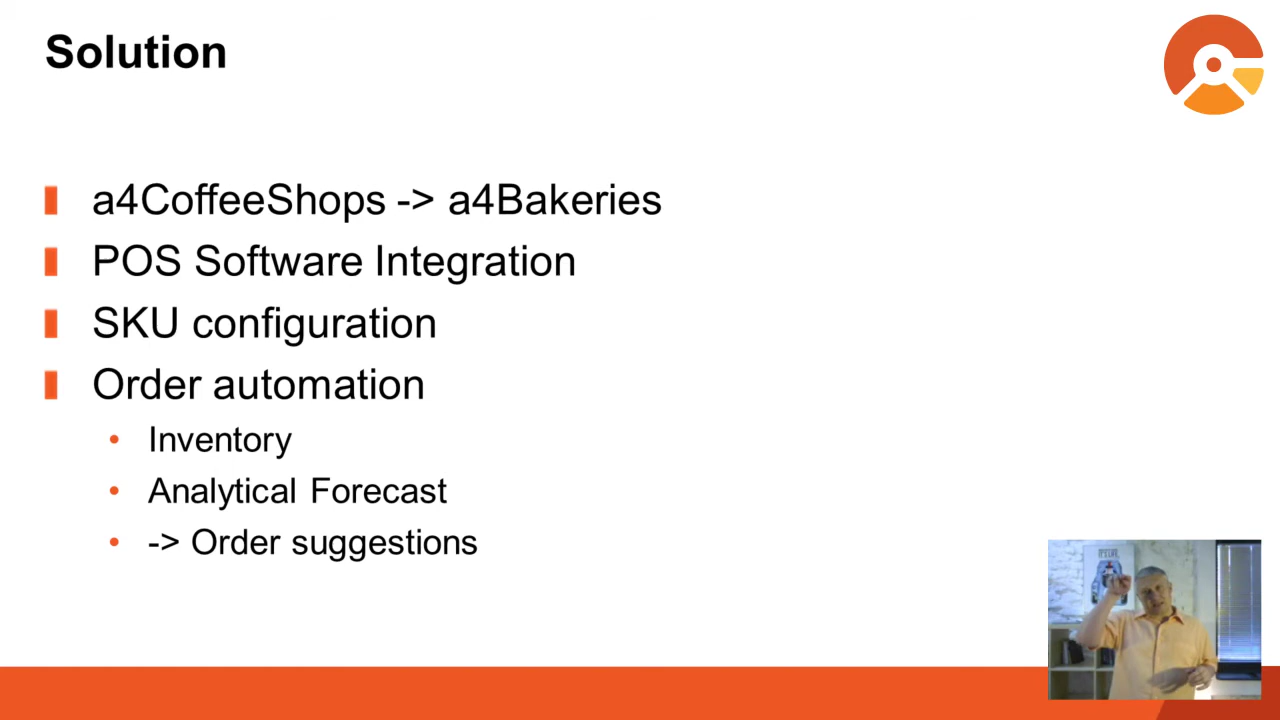 Solution
a4CoffeeShops -> a4Bakeries
POS Software Integration
SKU configuration
Order automation
Inventory
Analytical Forecast
-> Order suggestions